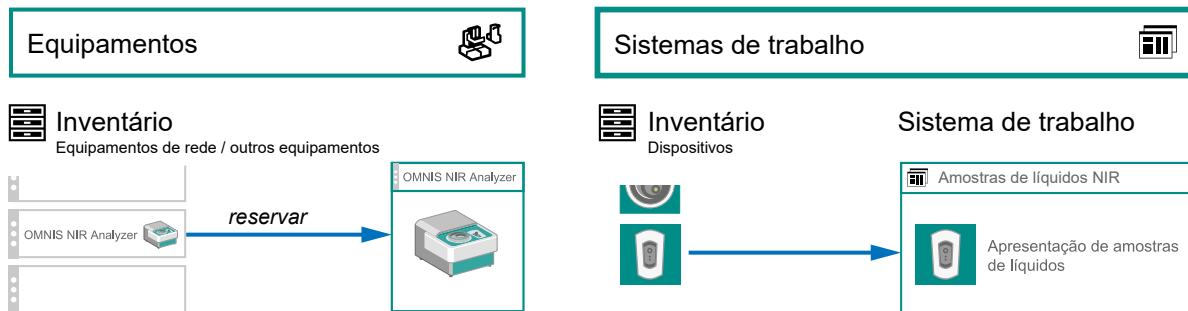 Equipamentos
Inventário
Equipamentos de rede / outros equipamentos
OMNIS NIR Analyzer
reservar
OMNIS NIR Analyzer
Sistemas de trabalho
Inventário
Dispositivos
Sistema de trabalho
Amostras de líquidos NIR
Apresentação de amostras
de líquidos